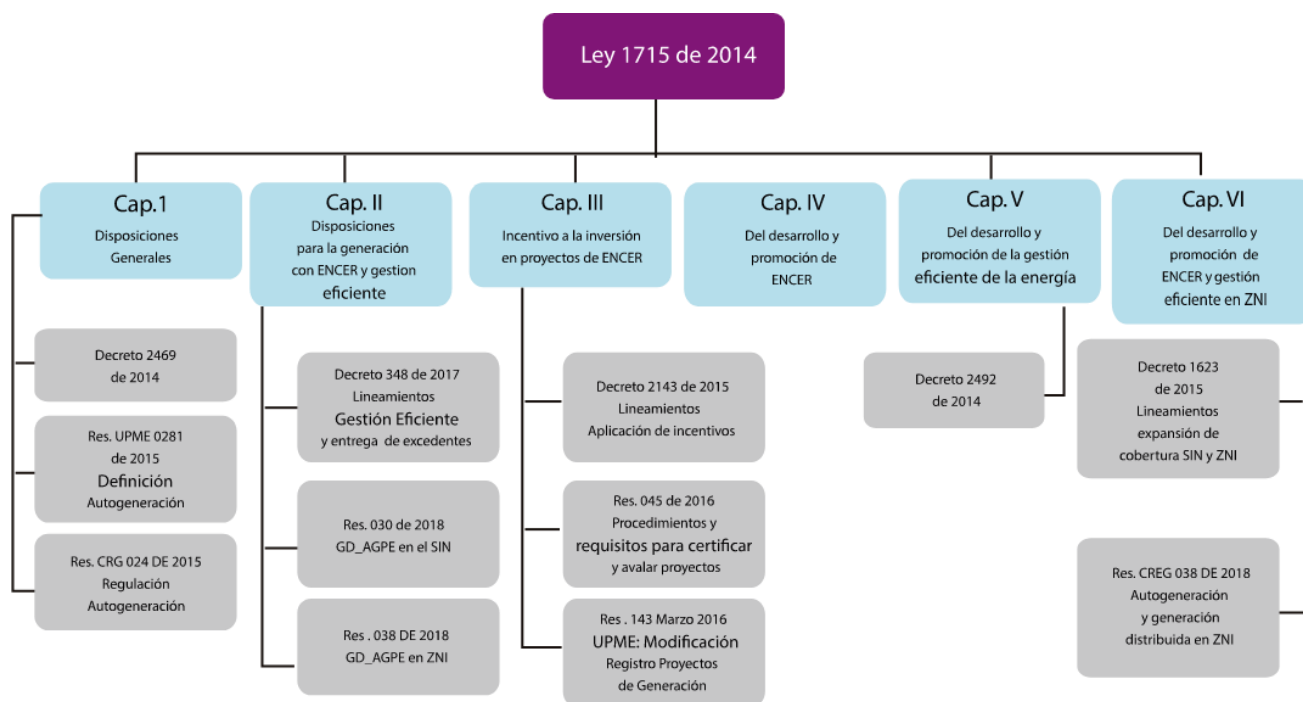 Ley 1715 de 2014
Cap.1
Disposiciones
Generales
Decreto 2469
de 2014
Res. UPME 0281
de 2015
Definición
Autogeneración
Res. CRG 024 DE 2015
Regulación
Autogeneración
Cap. II
Disposiciones
para la generación
con ENCER y gestion
eficiente
Decreto 348 de 2017
Lineamientos
Gestión Eficiente
y entrega de excedentes
Res. 030 de 2018
GD_AGPE en el SIN
Res . 038 DE 2018
GD_AGPE en ZNI
Cap. III
Incentivo a la inversión
en proyectos de ENCER
Decreto 2143 de 2015
Lineamientos
Aplicación de incentivos
Res. 045 de 2016
Procedimientos y
requisitos para certificar
y avalar proyectos
Res . 143 Marzo 2016
UPME: Modificación
Registro Proyectos
de Generación
Cap. IV
Del desarrollo y
promoción de
ENCER
Cap. V
Del desarrollo y
promoción de la gestión
eficiente de la energía
Decreto 2492
de 2014
Cap. VI
Del desarrollo y
promoción de
ENCER y gestión
eficiente en ZNI
Decreto 1623
de 2015
Lineamientos
expansión de
cobertura SIN y ZNI
Res. CREG 038 DE 2018
Autogeneración
y generación
distribuida en ZNI